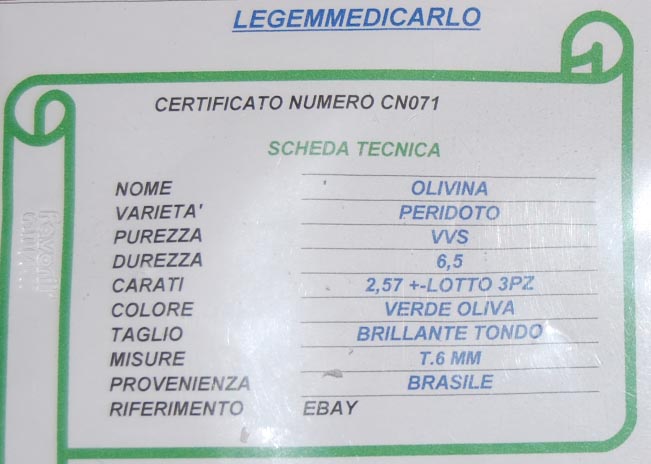 LEGEMMEDICARLO
CERTIFICATO NUMERO CN071
SCHEDA TECNICA
NOME OLIVINA
VARIETA' PERIDOTO
PUREZZA VVS
DUREZZA 6,5
CARATI 2,57 +-LOTTO 3PZ
COLORE VERDE OLIVA
TAGLIO BRILLANTE TONDO
MISURE T.6 MM
PROVENIENZA BRASILE
RIFERIMENTO EBAY